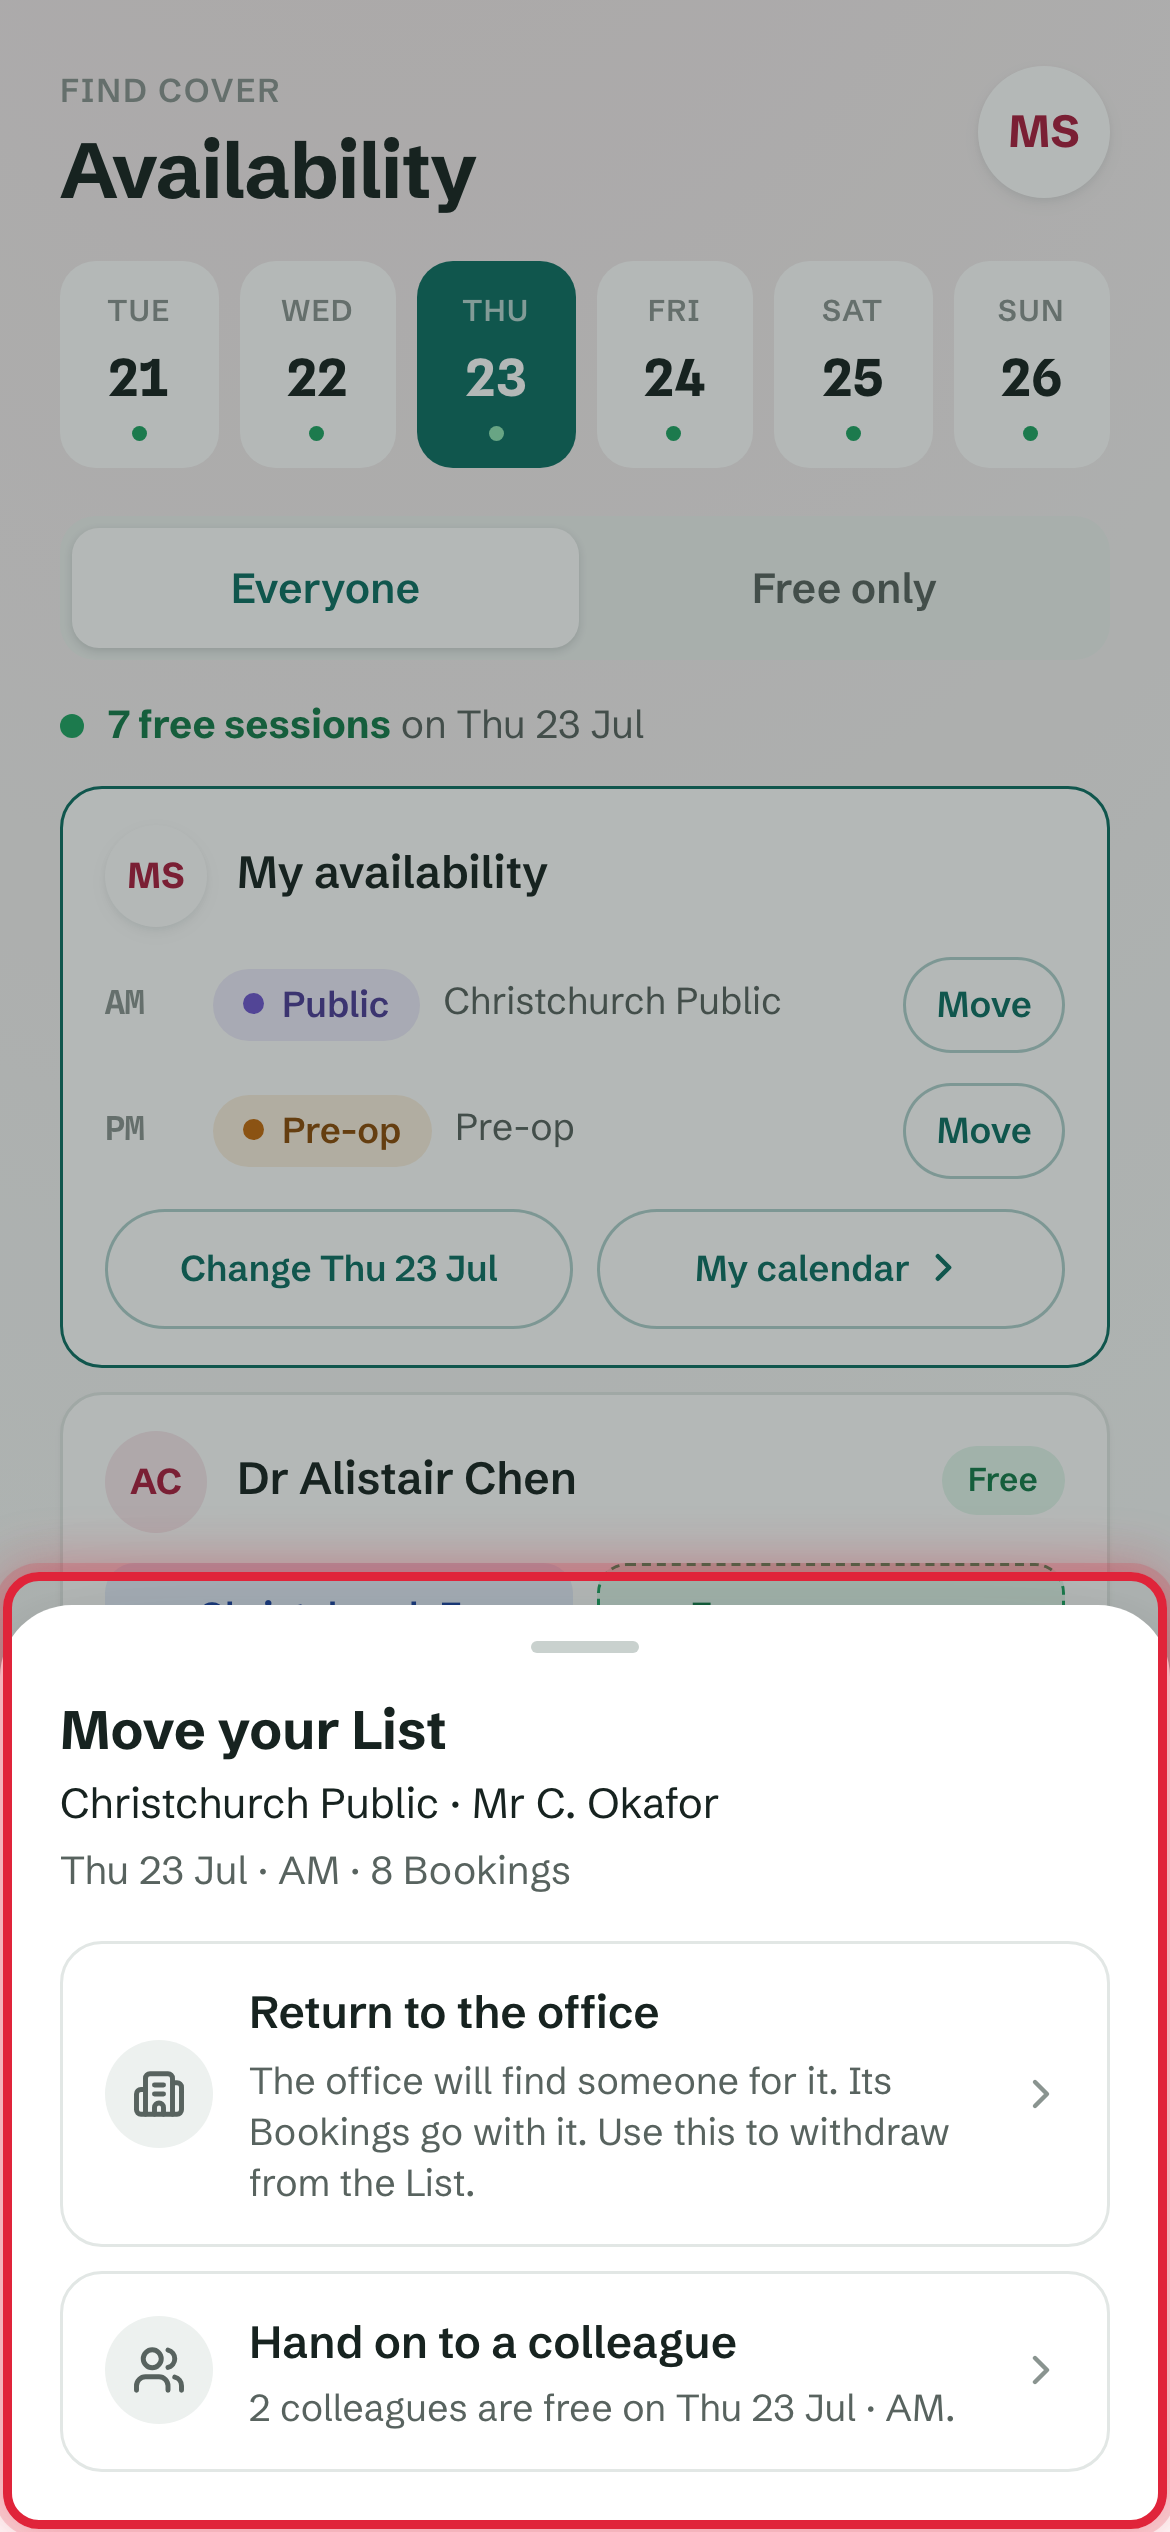 FIND COVER
Availability
MS
TUE WED THU FRI SAT SUN
21 22 23 24 25 26
Everyone Free only
7 free sessions on Thu 23 Jul
MS My availability
AM Public Christchurch Public Move
PM Pre-op Pre-op Move
Change Thu 23 Jul My calendar
AC Dr Alistair Chen Free
Move your List
Christchurch Public · Mr C. Okafor
Thu 23 Jul · AM · 8 Bookings
Return to the office
The office will find someone for it. Its
Bookings go with it. Use this to withdraw
from the List.
Hand on to a colleague
2 colleagues are free on Thu 23 Jul · AM.